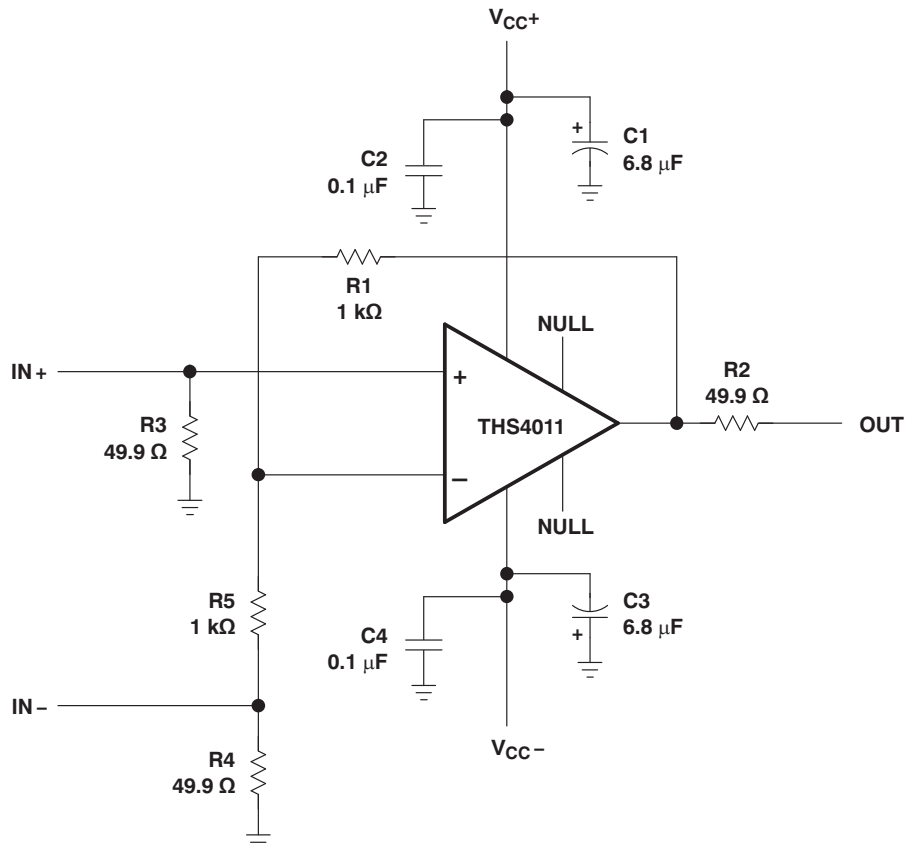 VCC+
C2
0.1 μF
+
C1
6.8 μF
R1
1 kΩ
NULL
IN+
+
R3
49.9 Ω
THS4011
R2
49.9 Ω
OUT
−
NULL
R5
1 kΩ
C4
0.1 μF
+
C3
6.8 μF
IN−
VCC−
R4
49.9 Ω